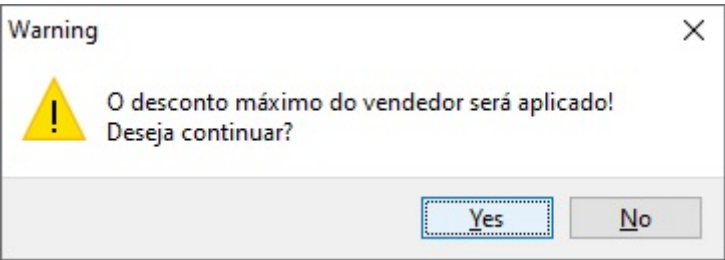 Warning
O desconto máximo do vendedor será aplicado!
Deseja continuar?
Yes No